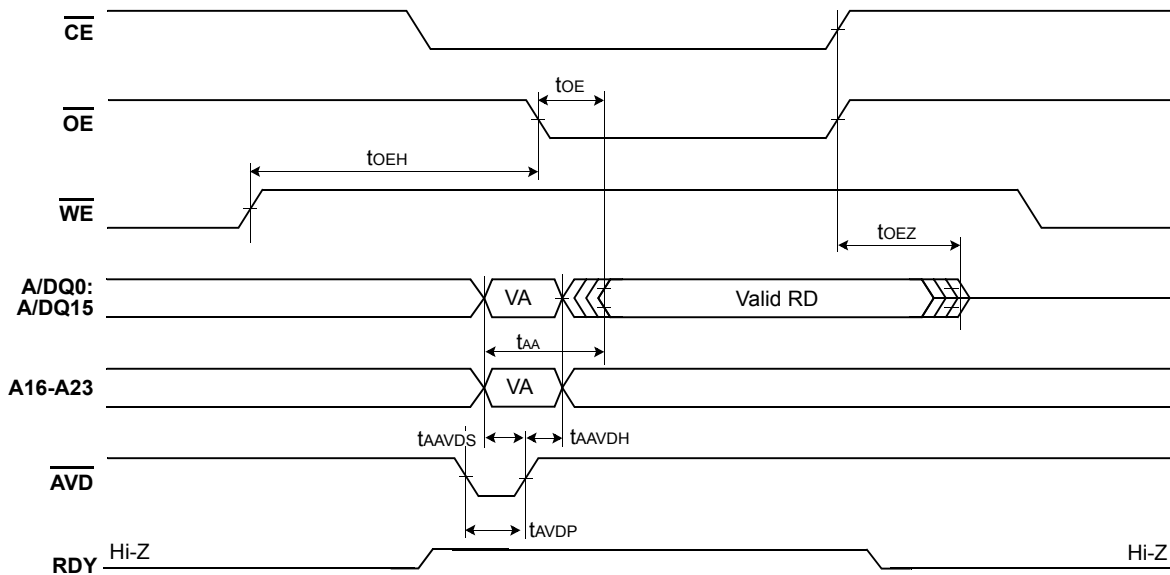 CE
tOE
OE
tOEH
WE
tOEZ
A/DQ0:
A/DQ15
VA
Valid RD
tAA
A16-A23
VA
tAAVDS
tAAVDH
AVD
tAVDP
Hi-Z
Hi-Z
RDY